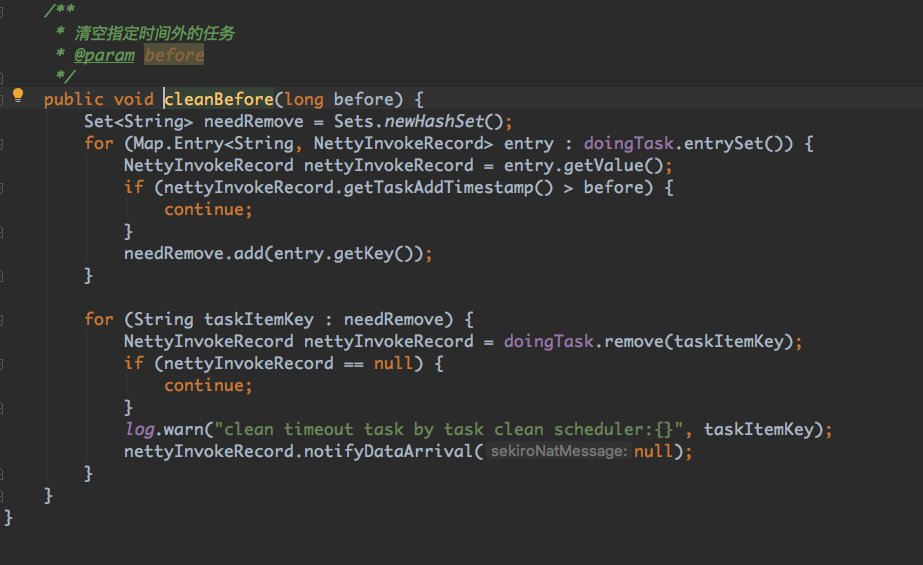 /**
 * 清空指定时间外的任务
 * @param before
 */
public void cleanBefore(long before) {
    Set<String> needRemove = Sets.newHashSet();
    for (Map.Entry<String, NettyInvokeRecord> entry : doingTask.entrySet()) {
        NettyInvokeRecord nettyInvokeRecord = entry.getValue();
        if (nettyInvokeRecord.getTaskAddTimestamp() > before) {
            continue;
        }
        needRemove.add(entry.getKey());
    }

    for (String taskItemKey : needRemove) {
        NettyInvokeRecord nettyInvokeRecord = doingTask.remove(taskItemKey);
        if (nettyInvokeRecord == null) {
            continue;
        }
        log.warn("clean timeout task by task clean scheduler:{}", taskItemKey);
        nettyInvokeRecord.notifyDataArrival( sekiroNatMessage: null);
    }
}
}